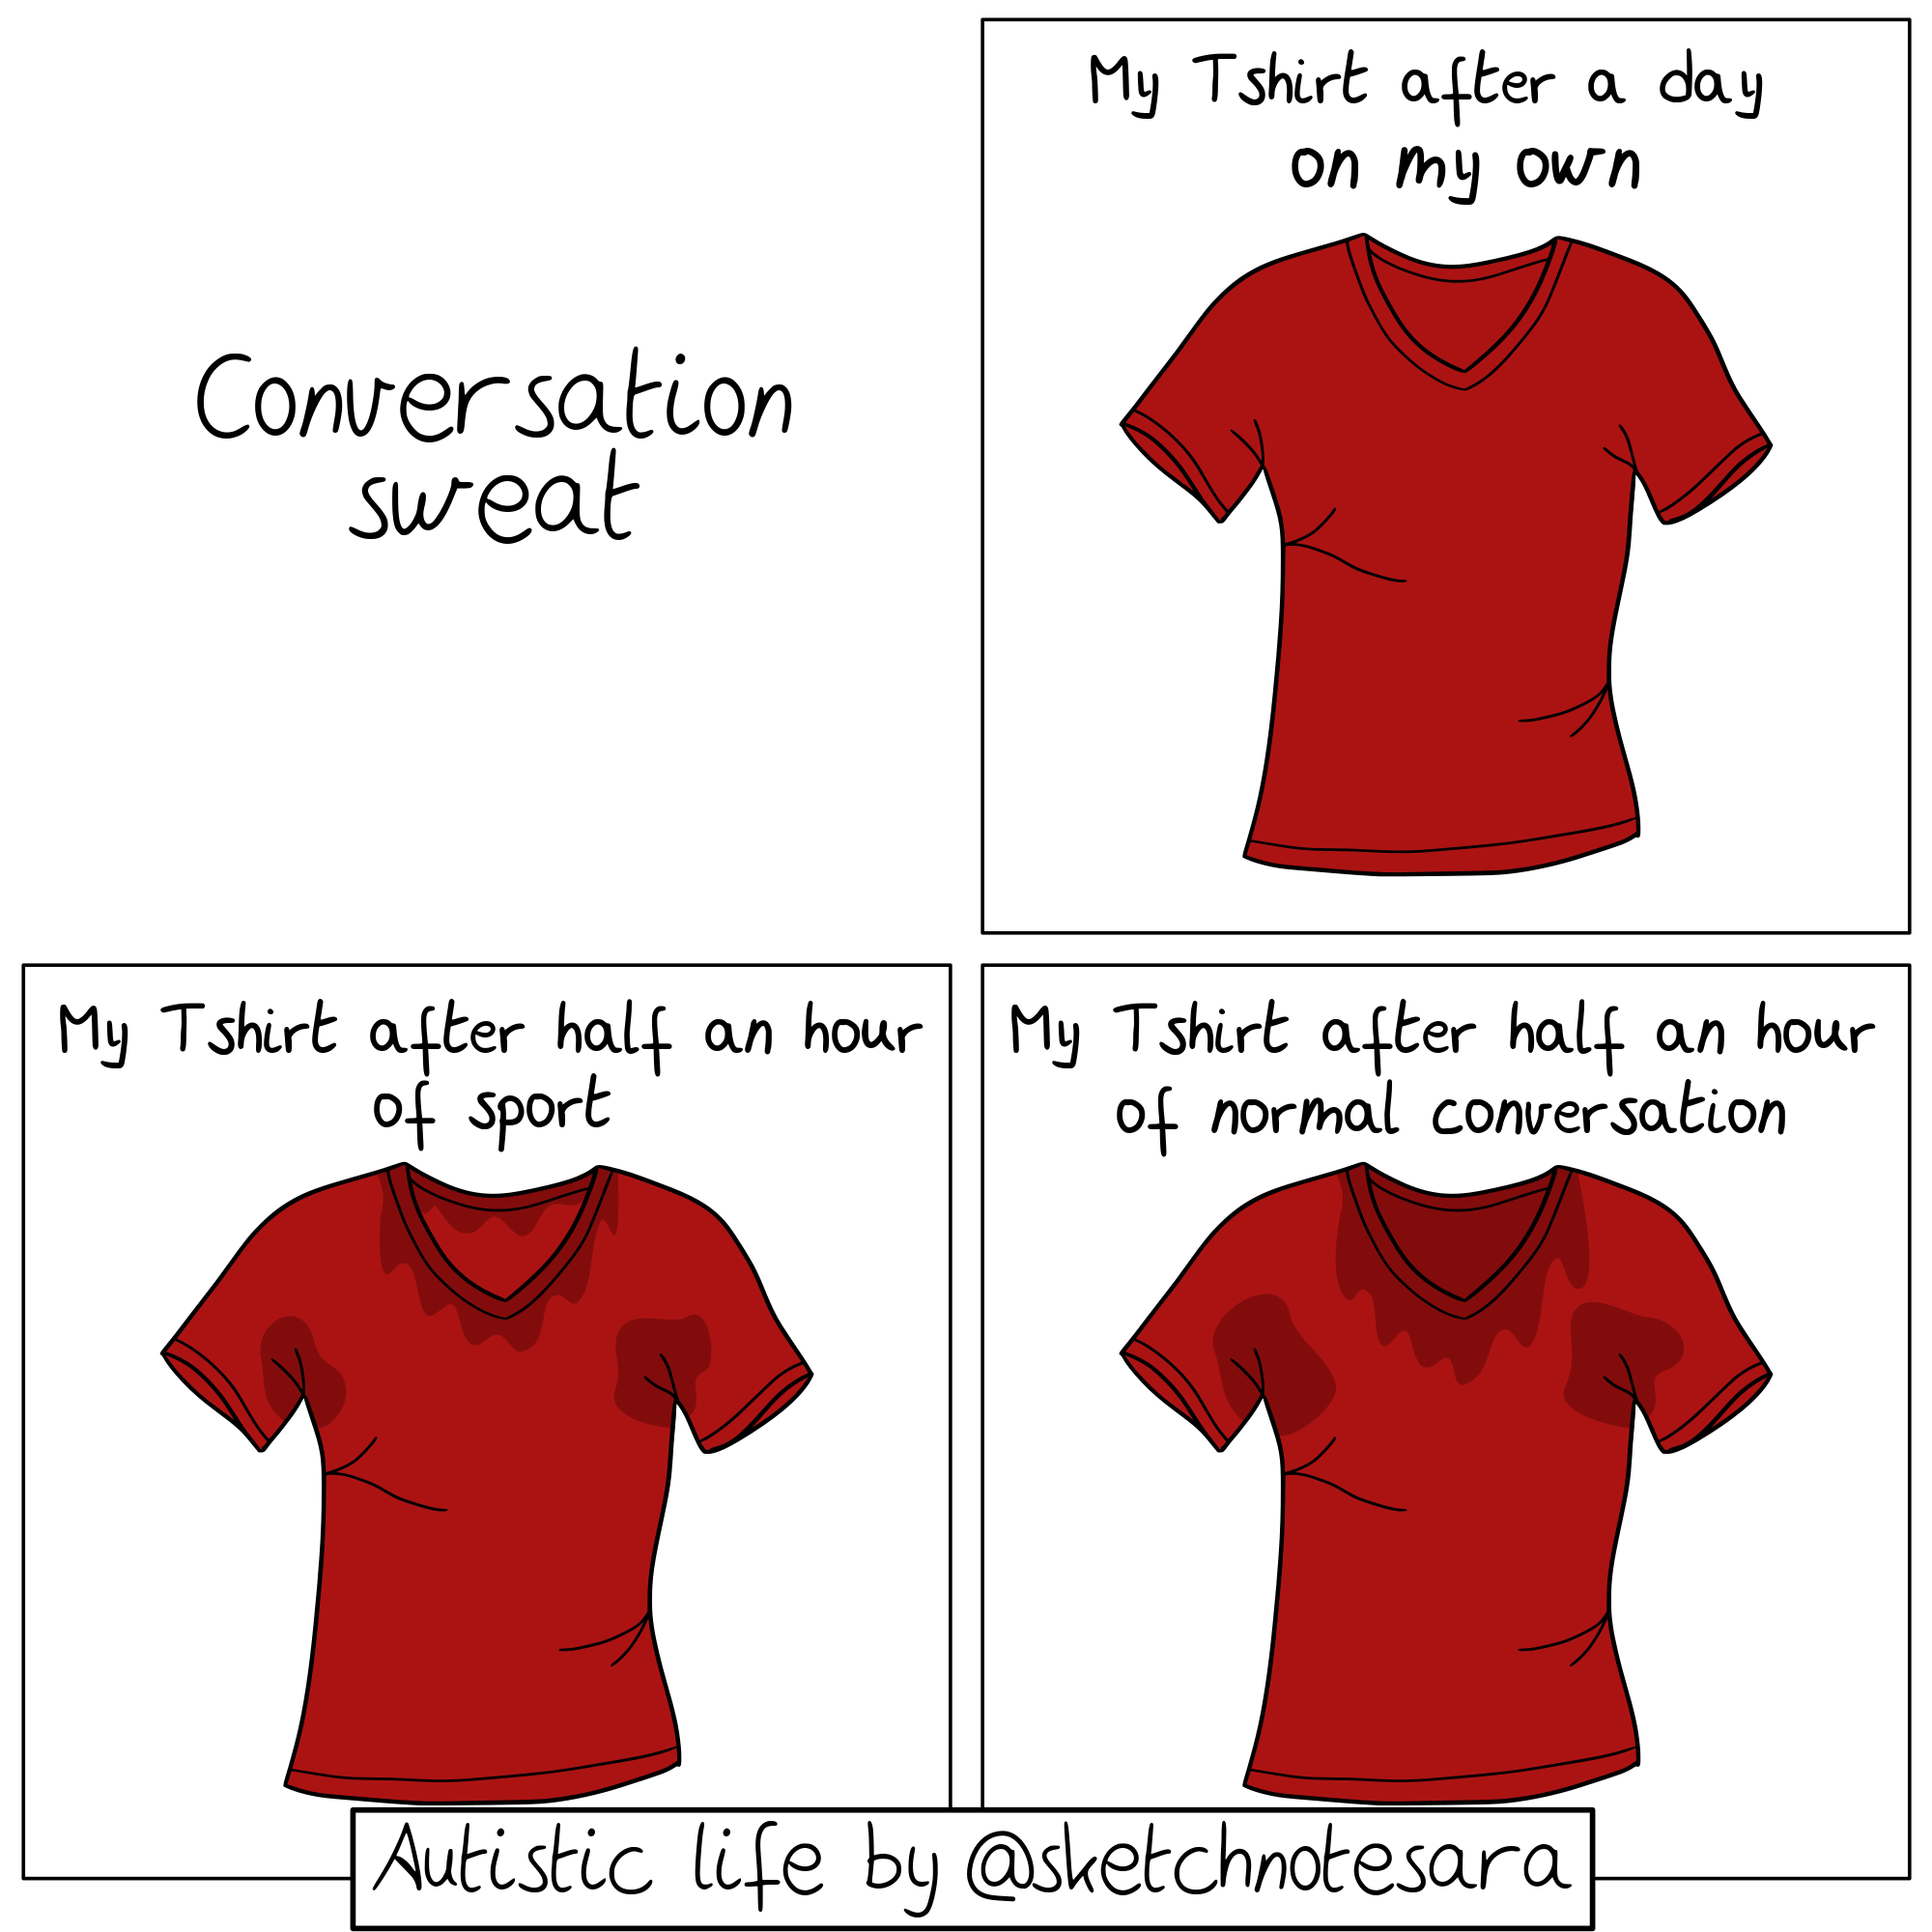 Conversation
sweat
My Tshirt after a day
on my own
My Tshirt after half an hour
of sport
My Tshirt after half an hour
of normal conversation
Autistic life by @sketchnotesara